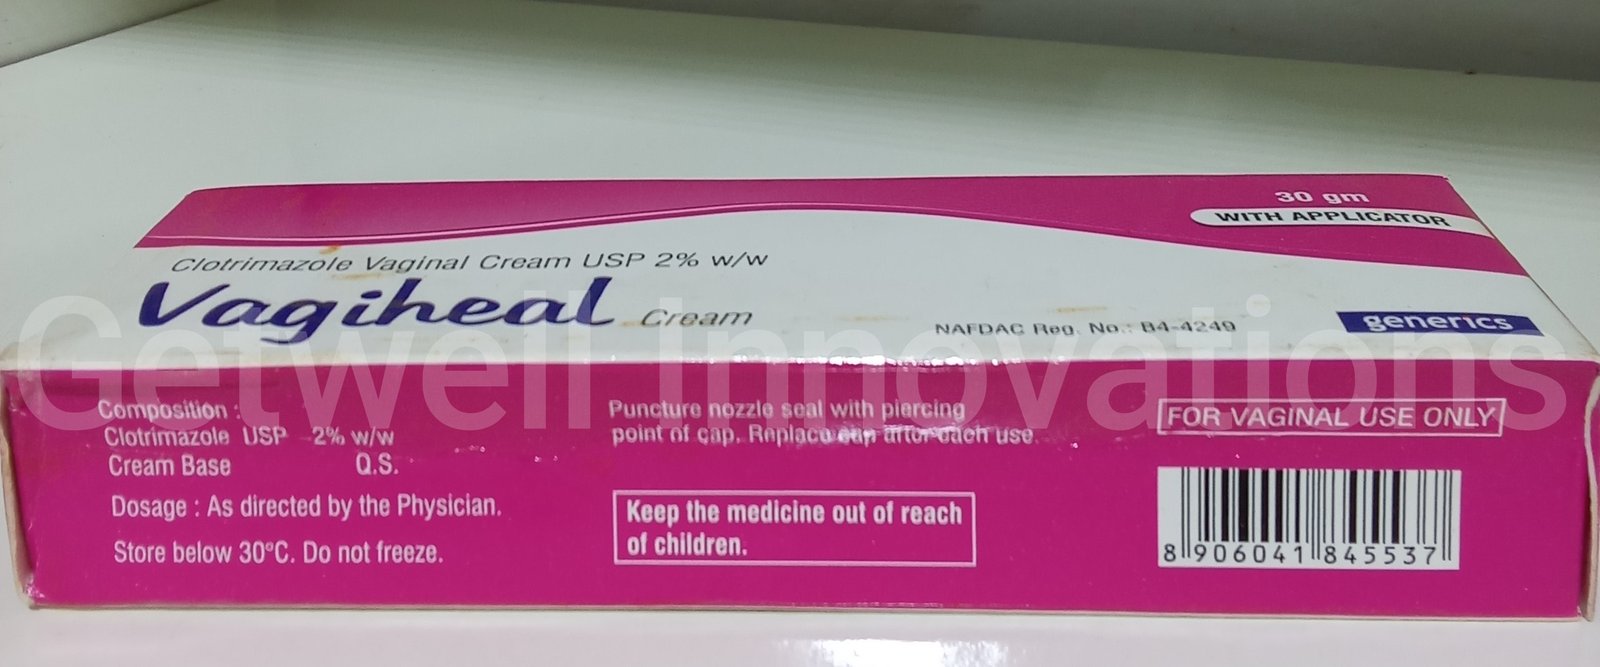 30 gm
WITH APPLICATOR
Clotrimazole Vaginal Cream USP 2% w/w
Vagiheal Cream
NAFDAC Reg. No.: B4-4249
generics
Getwell Innovations
Composition :
Clotrimazole USP 2% w/w
Cream Base Q.S.
Dosage : As directed by the Physician.
Store below 30°C. Do not freeze.
Puncture nozzle seal with piercing
point of cap. Replace cap after each use.
Keep the medicine out of reach
of children.
FOR VAGINAL USE ONLY
8 906041 845537